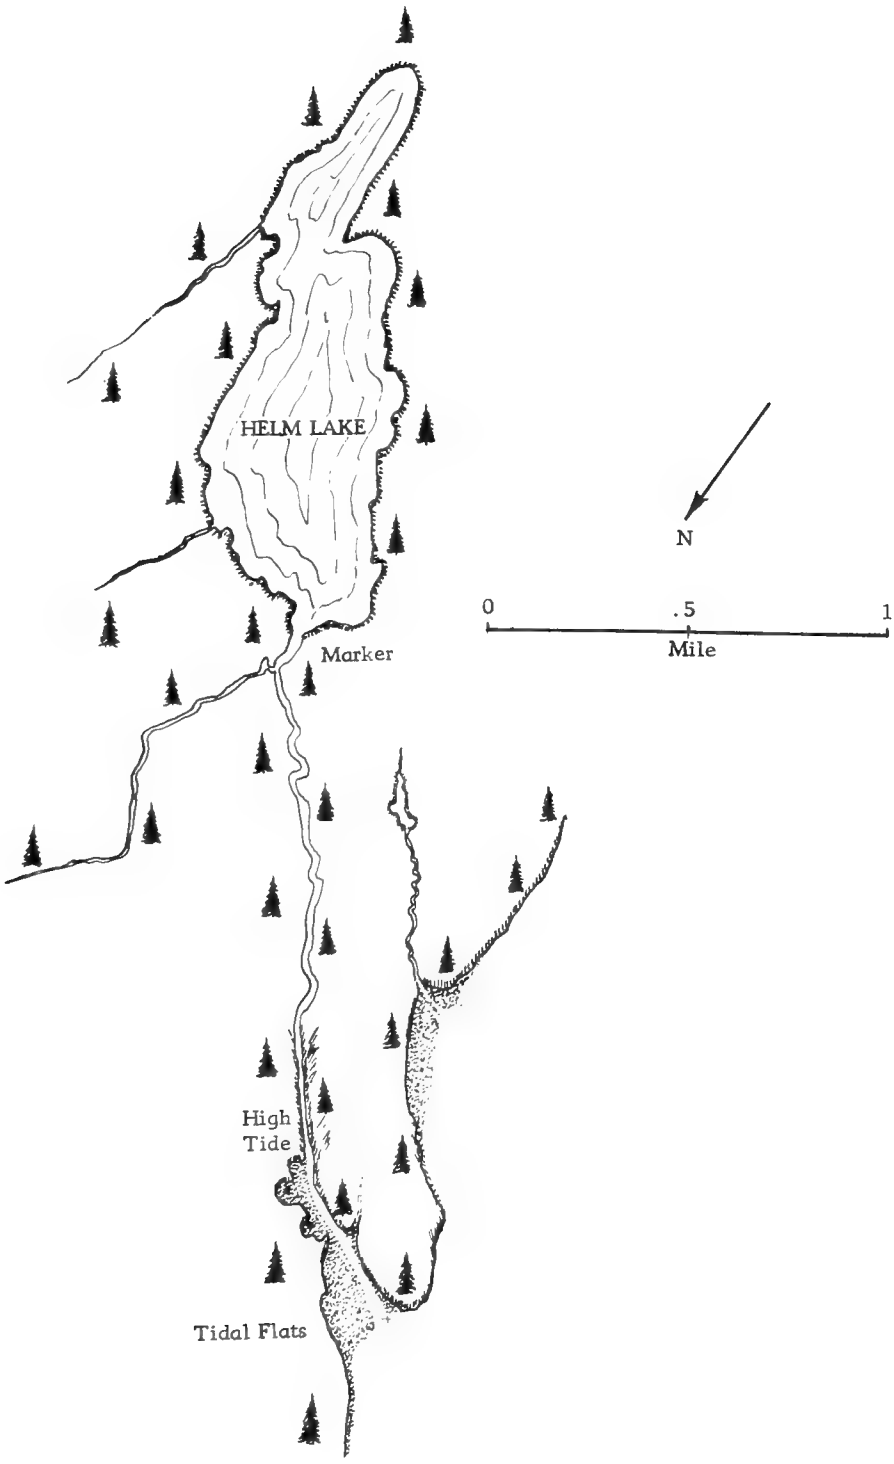 HELM LAKE
N
0 .5 1
Mile
Marker
High
Tide
Tidal Flats